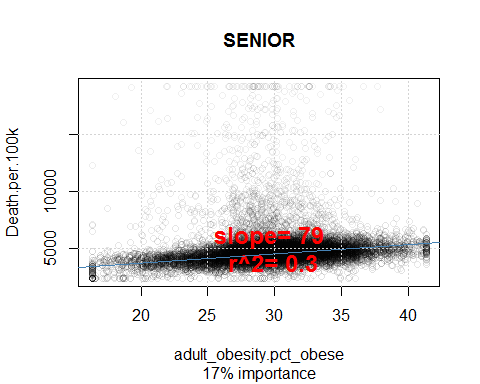 SENIOR
Death.per.100k
5000
10000
slope= 79
r^2= 0.3
20
25
30
35
40
adult_obesity.pct_obese
17% importance